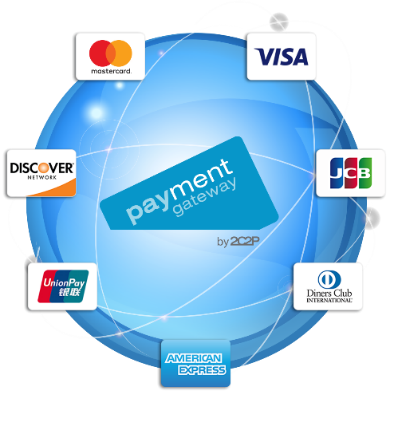 mastercard
VISA
DISCOVER
NETWORK
JCB
payment
gateway
by 2C2P
UnionPay
银联
Diners Club
INTERNATIONAL
AMERICAN
EXPRESS